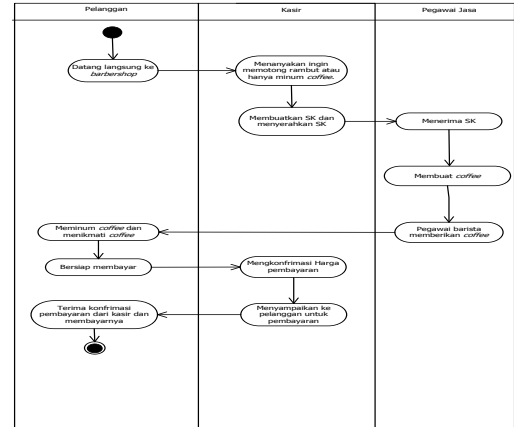 Pelanggan
Kasir
Pegawai Jasa
Datang langsung ke
barbershop
Menanyakan ingin
memotong rambut atau
hanya minum coffee.
Membuatkan SK dan
menyerahkan SK
Menerima SK
Membuat coffee
Pegawai barista
memberikan coffee
Meminum coffee dan
menikmati coffee
Bersiap membayar
Mengkonfrimasi Harga
pembayaran
Menyampaikan ke
pelanggan untuk
pembayaran
Terima konfrimasi
pembayaran dari kasir dan
membayarnya